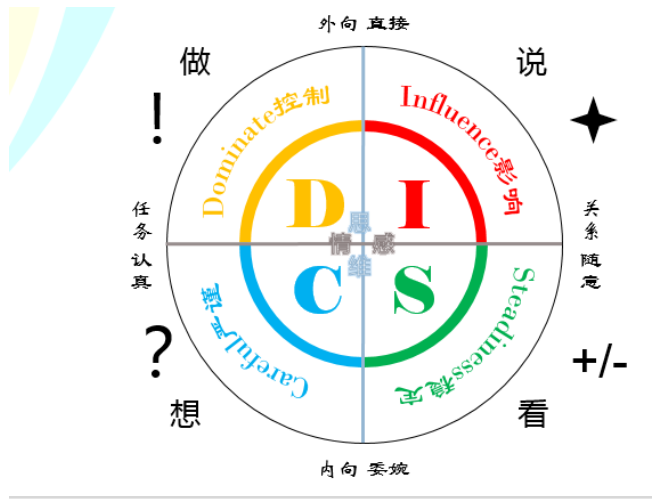 外向 直接
做
说
!
Dominate控制
Influence影响
D
I
任务 认真
关系 随意
思维
情感
C
S
Careful严谨
Steadiness稳定
?
+/-
想
看
内向 委婉